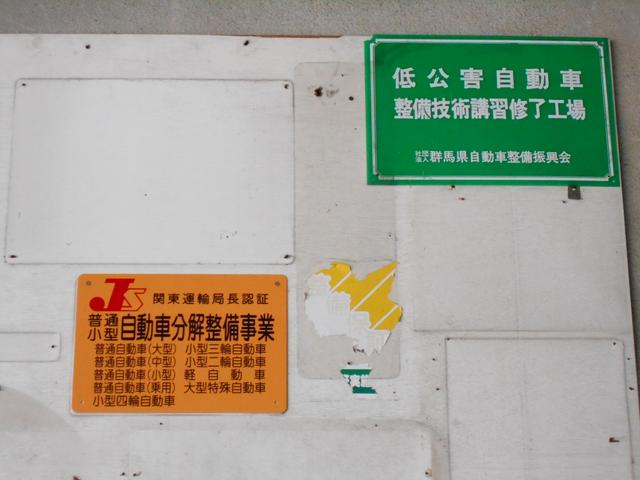 低公害自動車
整備技術講習修了工場
社団法人 群馬県自動車整備振興会
JS 関東運輸局長認証
普通小型 自動車分解整備事業
普通自動車(大型) 小型三輪自動車
普通自動車(中型) 小型二輪自動車
普通自動車(小型) 軽自動車
普通自動車(乗用) 大型特殊自動車
小型四輪自動車